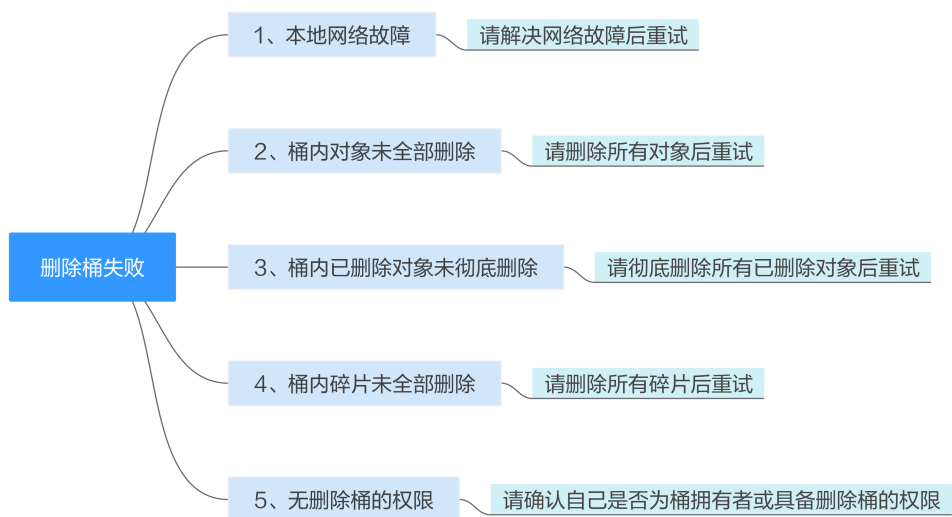 1、本地网络故障
请解决网络故障后重试
2、桶内对象未全部删除
请删除所有对象后重试
删除桶失败
3、桶内已删除对象未彻底删除
请彻底删除所有已删除对象后重试
4、桶内碎片未全部删除
请删除所有碎片后重试
5、无删除桶的权限
请确认自己是否为桶拥有者或具备删除桶的权限